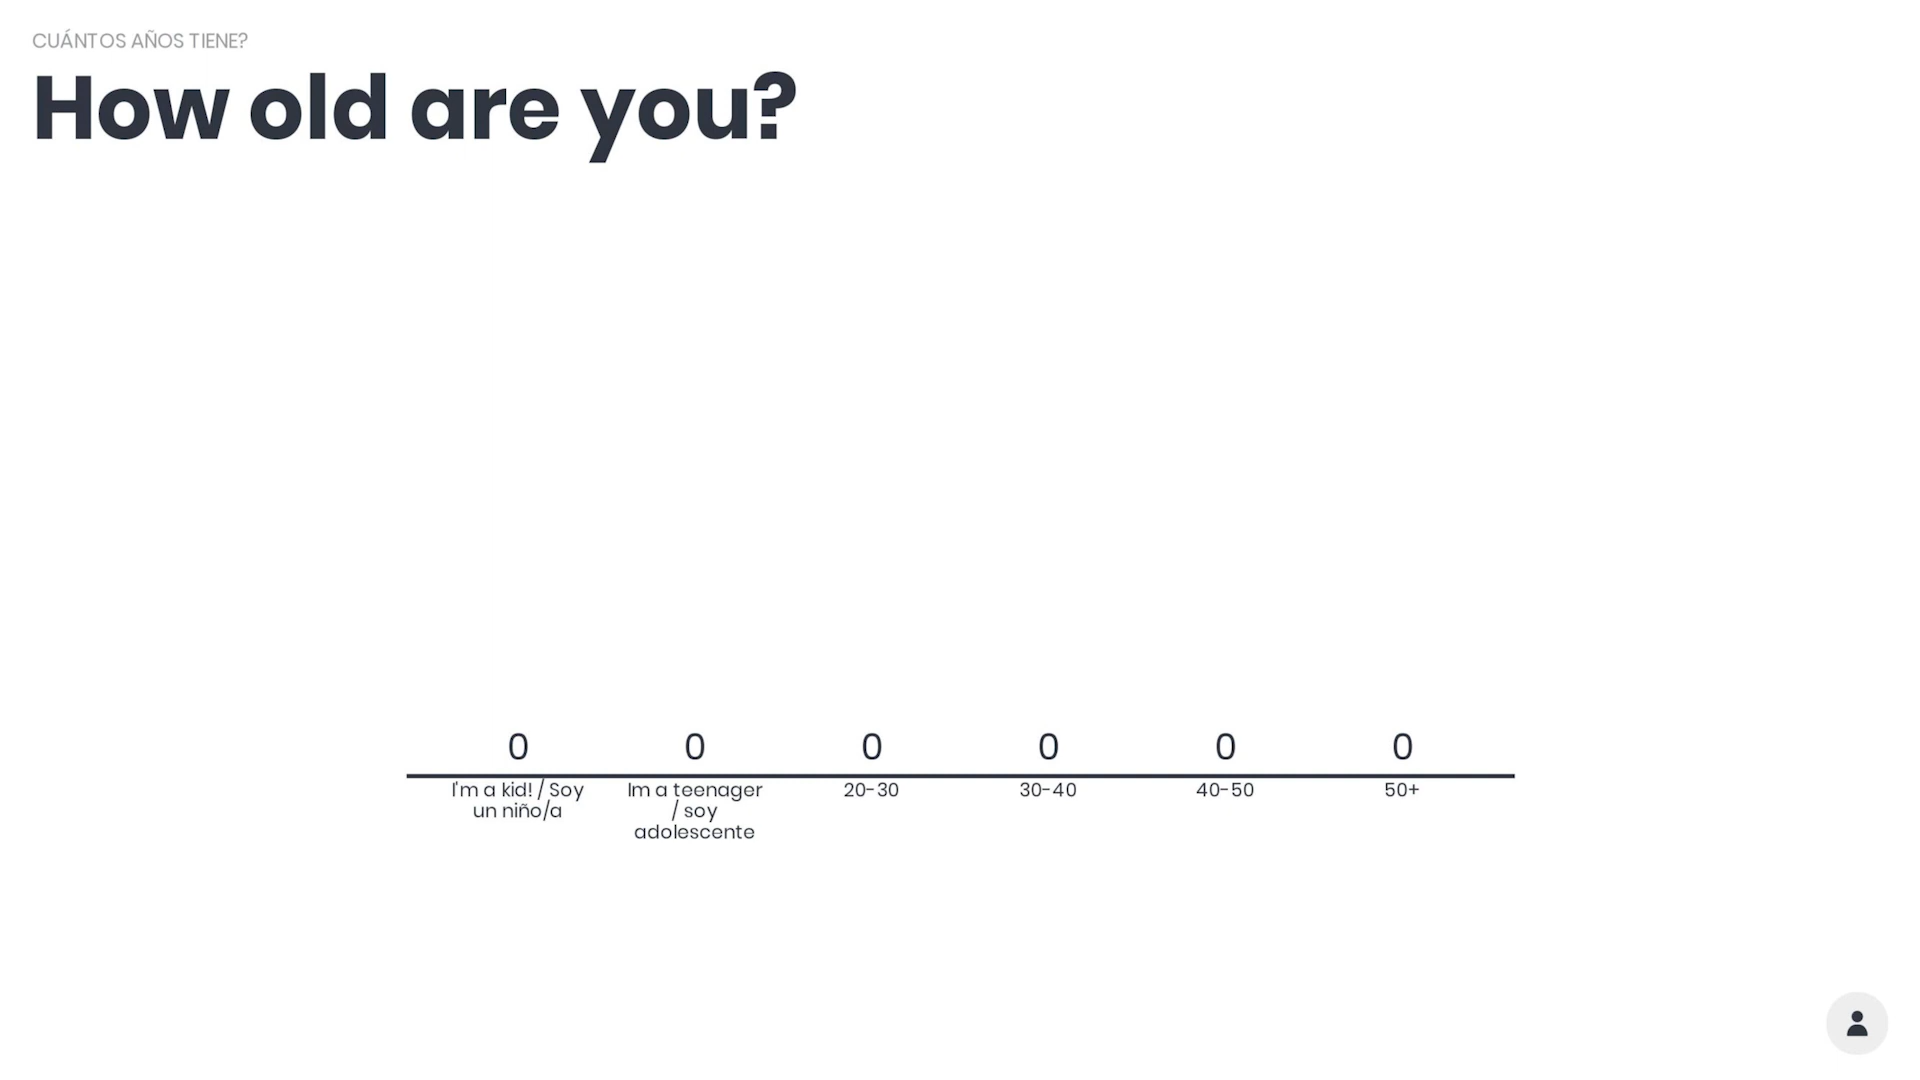 CUÁNTOS AÑOS TIENE?
How old are you?
0 0 0 0 0 0
I'm a kid! / Soy
un niño/a
Im a teenager
/ soy
adolescente
20-30
30-40
40-50
50+